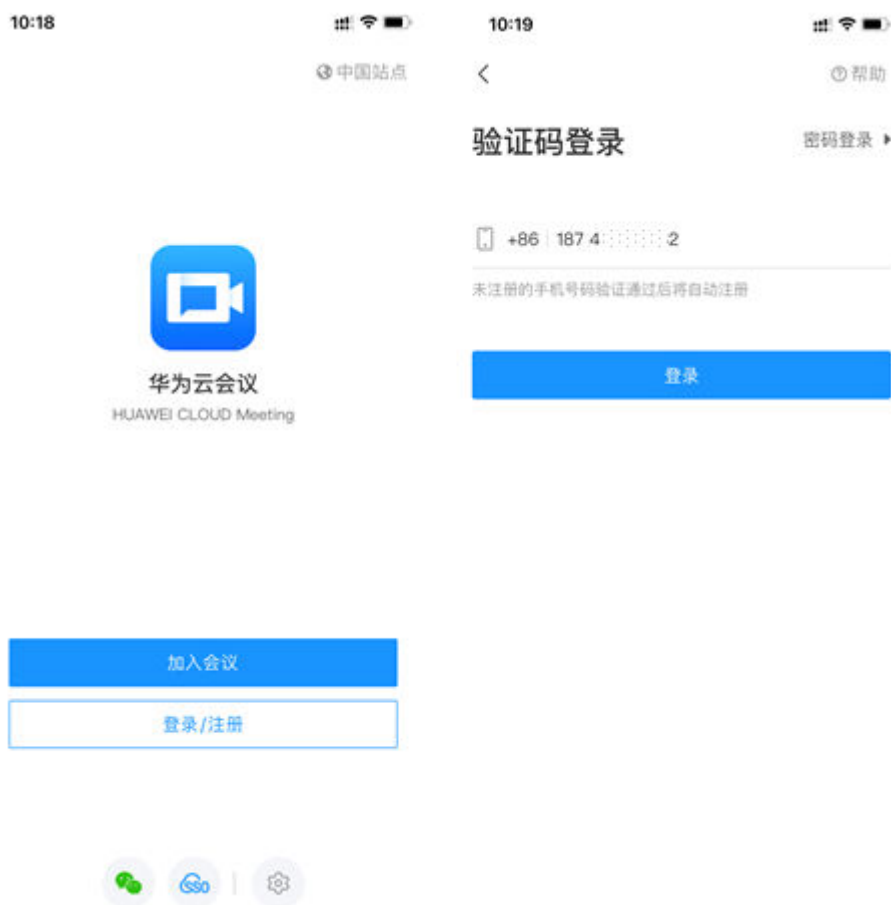 10:18
中国站点
华为云会议
HUAWEI CLOUD Meeting
加入会议
登录/注册
SSO
10:19
帮助
验证码登录
密码登录
+86 187 4 2
未注册的手机号码验证通过后将自动注册
登录